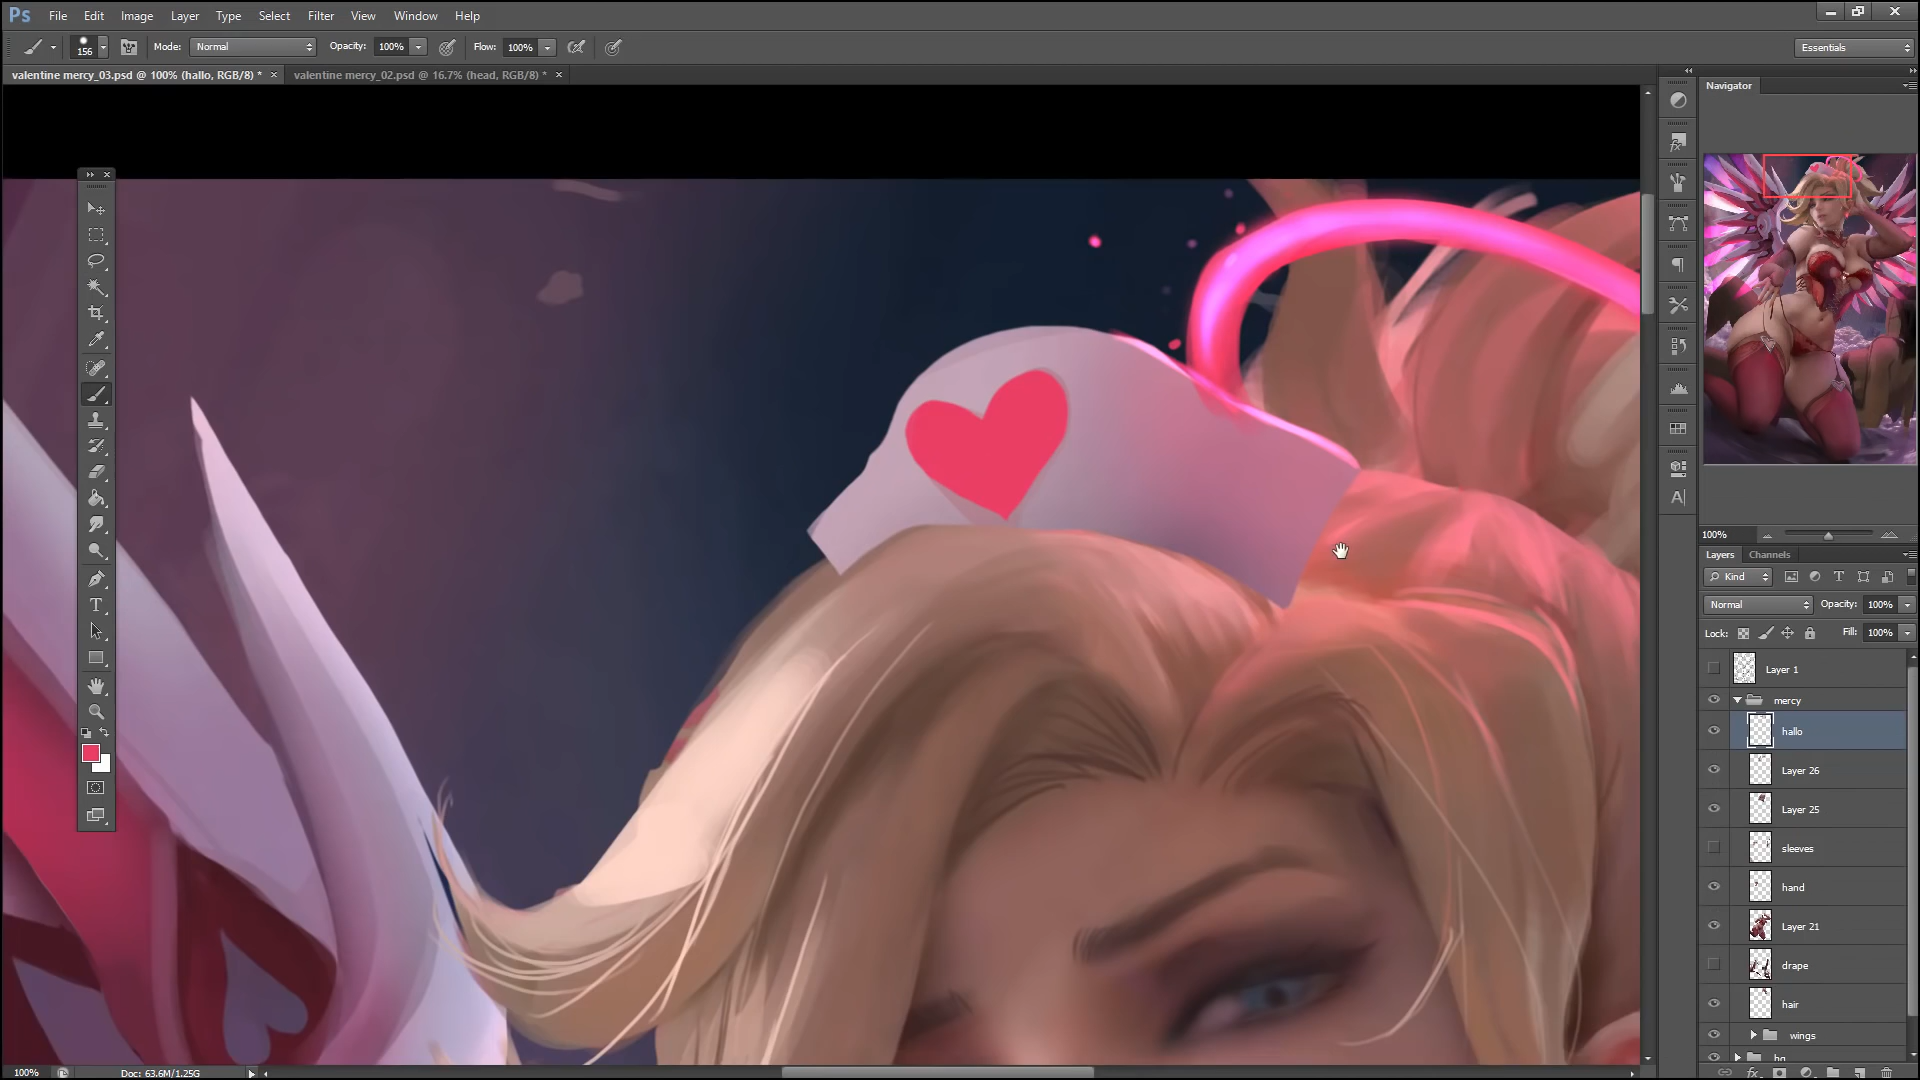 Ps File Edit Image Layer Type Select Filter View Window Help
156 Mode: Normal Opacity: 100% Flow: 100% Essentials
valentine mercy_03.psd @ 100% (hallo, RGB/8) * × valentine mercy_02.psd @ 16.7% (head, RGB/8) * ×
Navigator
100%
Layers Channels
Kind
Normal Opacity: 100%
Lock: Fill: 100%
Layer 1
mercy
hallo
Layer 26
Layer 25
sleeves
hand
Layer 21
drape
hair
wings
bg
100% Doc: 63.6M/1.25G